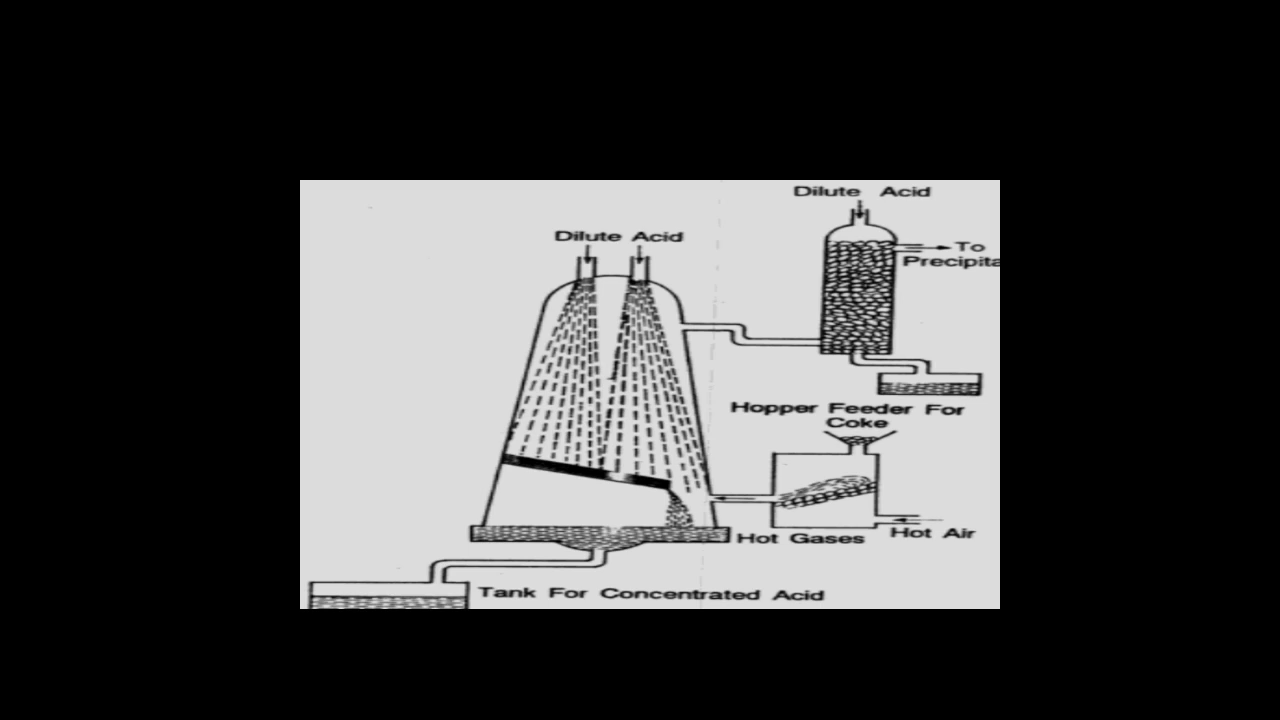 Dilute Acid
Dilute Acid
To
Precipita
Hopper Feeder For
Coke
Hot Gases
Hot Air
Tank For Concentrated Acid